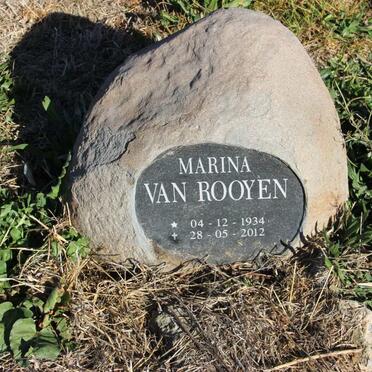 MARINA
VAN ROOYEN
★ 04 - 12 - 1934
✝ 28 - 05 - 2012